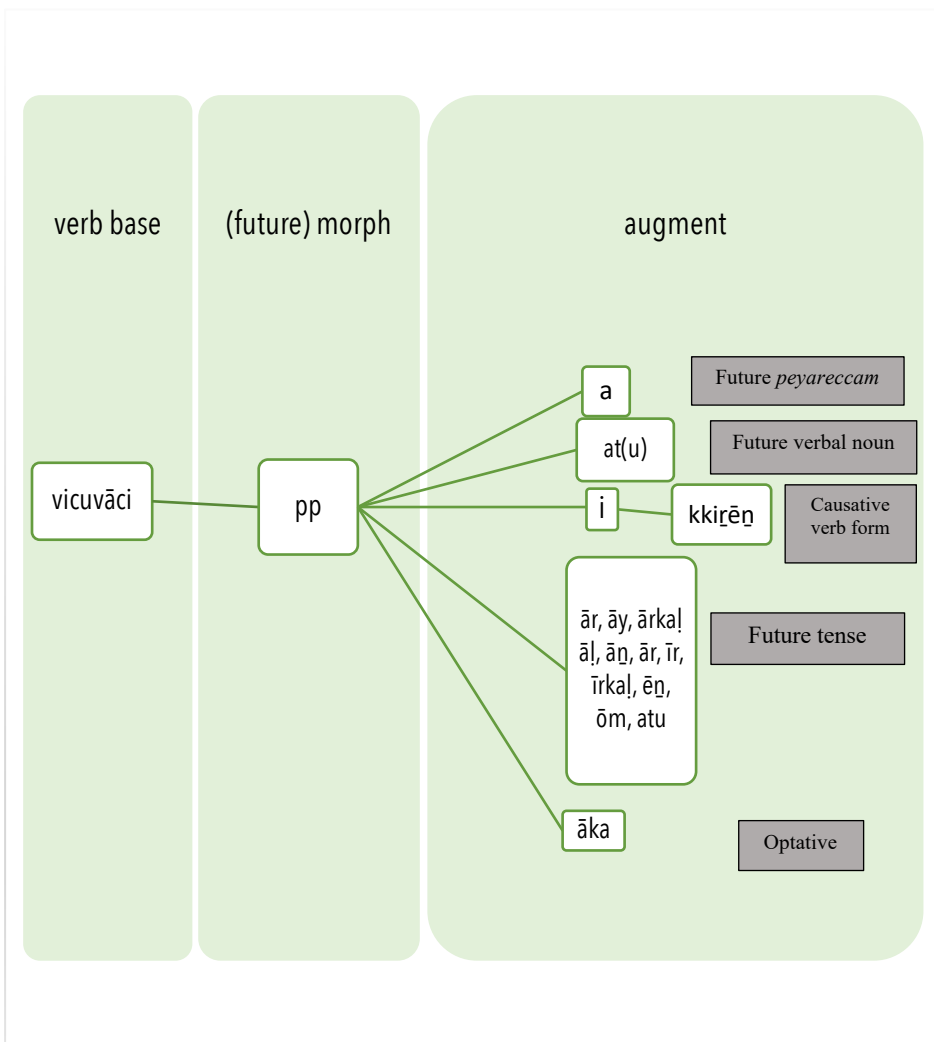 verb base
(future) morph
augment
vicuvāci
pp
a
Future peyareccam
at(u)
Future verbal noun
i
kkiṟēṉ
Causative
verb form
ār, āy, ārkaḷ
āḷ, āṉ, ār, īr,
īrkaḷ, ēṉ,
ōm, atu
Future tense
āka
Optative